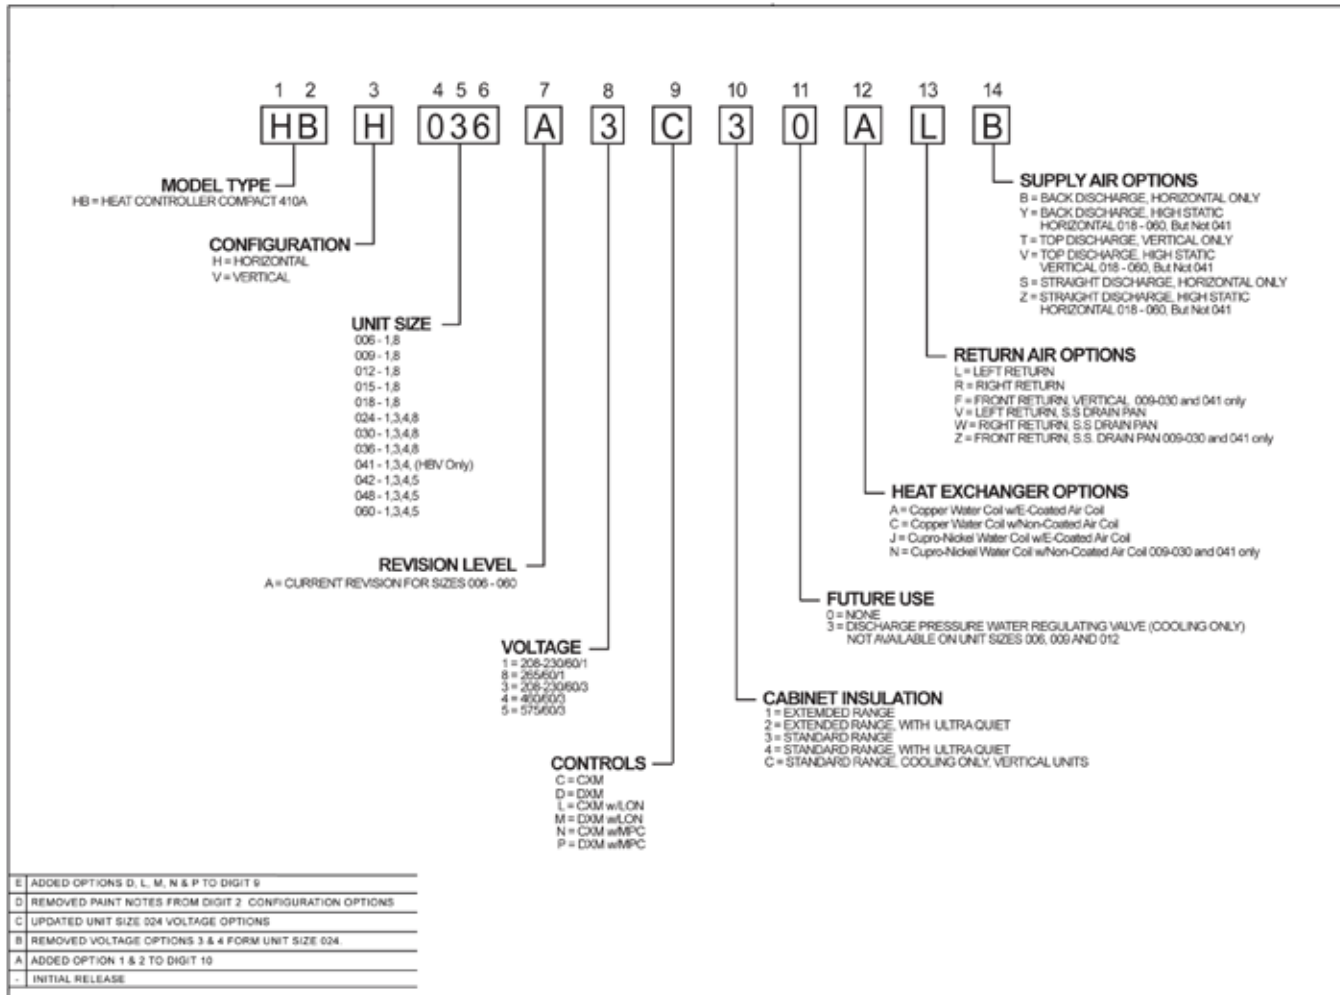 1 2 3 4 5 6 7 8 9 10 11 12 13 14
HB H 036 A 3 C 3 0 A L B
MODEL TYPE
HB = HEAT CONTROLLER COMPACT 410A
CONFIGURATION
H = HORIZONTAL
V = VERTICAL
UNIT SIZE
006 - 1,8
009 - 1,8
012 - 1,8
015 - 1,8
018 - 1,8
024 - 1,3,4,8
030 - 1,3,4,8
036 - 1,3,4,8
041 - 1,3,4, (HBV Only)
042 - 1,3,4,5
048 - 1,3,4,5
060 - 1,3,4,5
REVISION LEVEL
A = CURRENT REVISION FOR SIZES 006 - 060
VOLTAGE
1 = 208-230/60/1
8 = 265/60/1
3 = 208-230/60/3
4 = 460/60/3
5 = 575/60/3
CONTROLS
C = CXM
D = DXM
L = CXM w/LON
M = DXM w/LON
N = CXM w/MPC
P = DXM w/MPC
SUPPLY AIR OPTIONS
B = BACK DISCHARGE, HORIZONTAL ONLY
Y = BACK DISCHARGE, HIGH STATIC
HORIZONTAL 018 - 060, But Not 041
T = TOP DISCHARGE, VERTICAL ONLY
V = TOP DISCHARGE, HIGH STATIC
VERTICAL 018 - 060, But Not 041
S = STRAIGHT DISCHARGE, HORIZONTAL ONLY
Z = STRAIGHT DISCHARGE, HIGH STATIC
HORIZONTAL 018 - 060, But Not 041
RETURN AIR OPTIONS
L = LEFT RETURN
R = RIGHT RETURN
F = FRONT RETURN, VERTICAL 009-030 and 041 only
V = LEFT RETURN, S.S DRAIN PAN
W = RIGHT RETURN, S.S DRAIN PAN
Z = FRONT RETURN, S.S. DRAIN PAN 009-030 and 041 only
HEAT EXCHANGER OPTIONS
A = Copper Water Coil w/E-Coated Air Coil
C = Copper Water Coil w/Non-Coated Air Coil
J = Cupro-Nickel Water Coil w/E-Coated Air Coil
N = Cupro-Nickel Water Coil w/Non-Coated Air Coil 009-030 and 041 only
FUTURE USE
0 = NONE
3 = DISCHARGE PRESSURE WATER REGULATING VALVE (COOLING ONLY)
NOT AVAILABLE ON UNIT SIZES 006, 009 AND 012
CABINET INSULATION
1 = EXTEMDED RANGE
2 = EXTENDED RANGE, WITH ULTRA QUIET
3 = STANDARD RANGE
4 = STANDARD RANGE, WITH ULTRA QUIET
C = STANDARD RANGE, COOLING ONLY, VERTICAL UNITS
E ADDED OPTIONS D, L, M, N & P TO DIGIT 9
D REMOVED PAINT NOTES FROM DIGIT 2 CONFIGURATION OPTIONS
C UPDATED UNIT SIZE 024 VOLTAGE OPTIONS
B REMOVED VOLTAGE OPTIONS 3 & 4 FORM UNIT SIZE 024.
A ADDED OPTION 1 & 2 TO DIGIT 10
- INITIAL RELEASE